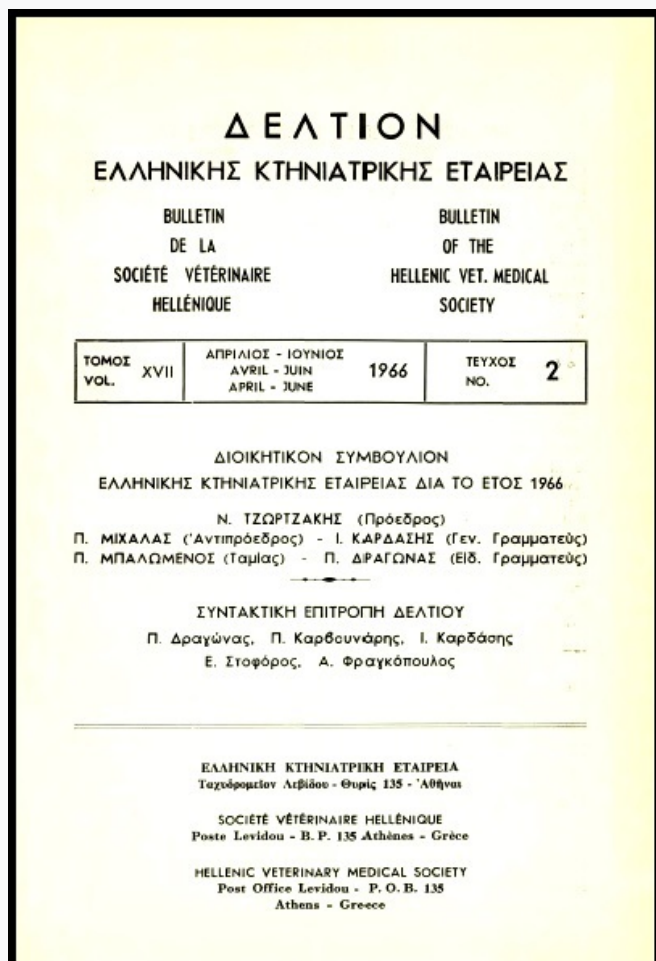 ΔΕΛΤΙΟΝ
ΕΛΛΗΝΙΚΗΣ ΚΤΗΝΙΑΤΡΙΚΗΣ ΕΤΑΙΡΕΙΑΣ
BULLETIN
DE LA
SOCIÉTÉ VÉTÉRINAIRE
HELLÉNIQUE
BULLETIN
OF THE
HELLENIC VET. MEDICAL
SOCIETY
ΤΟΜΟΣ
VOL.
XVII
ΑΠΡΙΛΙΟΣ - ΙΟΥΝΙΟΣ
AVRIL - JUIN
APRIL - JUNE
1966
ΤΕΥΧΟΣ
NO.
2
ΔΙΟΙΚΗΤΙΚΟΝ ΣΥΜΒΟΥΛΙΟΝ
ΕΛΛΗΝΙΚΗΣ ΚΤΗΝΙΑΤΡΙΚΗΣ ΕΤΑΙΡΕΙΑΣ ΔΙΑ ΤΟ ΕΤΟΣ 1966
Ν. ΤΖΩΡΤΖΑΚΗΣ (Πρόεδρος)
Π. ΜΙΧΑΛΑΣ (Ἀντιπρόεδρος) - Ι. ΚΑΡΔΑΣΗΣ (Γεν. Γραμματεὺς)
Π. ΜΠΑΛΩΜΕΝΟΣ (Ταμίας) - Π. ΔΡΑΓΩΝΑΣ (Εἰδ. Γραμματεὺς)
ΣΥΝΤΑΚΤΙΚΗ ΕΠΙΤΡΟΠΗ ΔΕΛΤΙΟΥ
Π. Δραγώνας, Π. Καρβουνάρης, Ι. Καρδάσης
Ε. Στοφόρος, Α. Φραγκόπουλος
ΕΛΛΗΝΙΚΗ ΚΤΗΝΙΑΤΡΙΚΗ ΕΤΑΙΡΕΙΑ
Ταχυδρομεῖον Λεβίδου - Θυρὶς 135 - Ἀθῆναι
SOCIÉTÉ VÉTÉRINAIRE HELLÉNIQUE
Poste Levidou - B. P. 135 Athènes - Grèce
HELLENIC VETERINARY MEDICAL SOCIETY
Post Office Levidou - P. O. B. 135
Athens - Greece